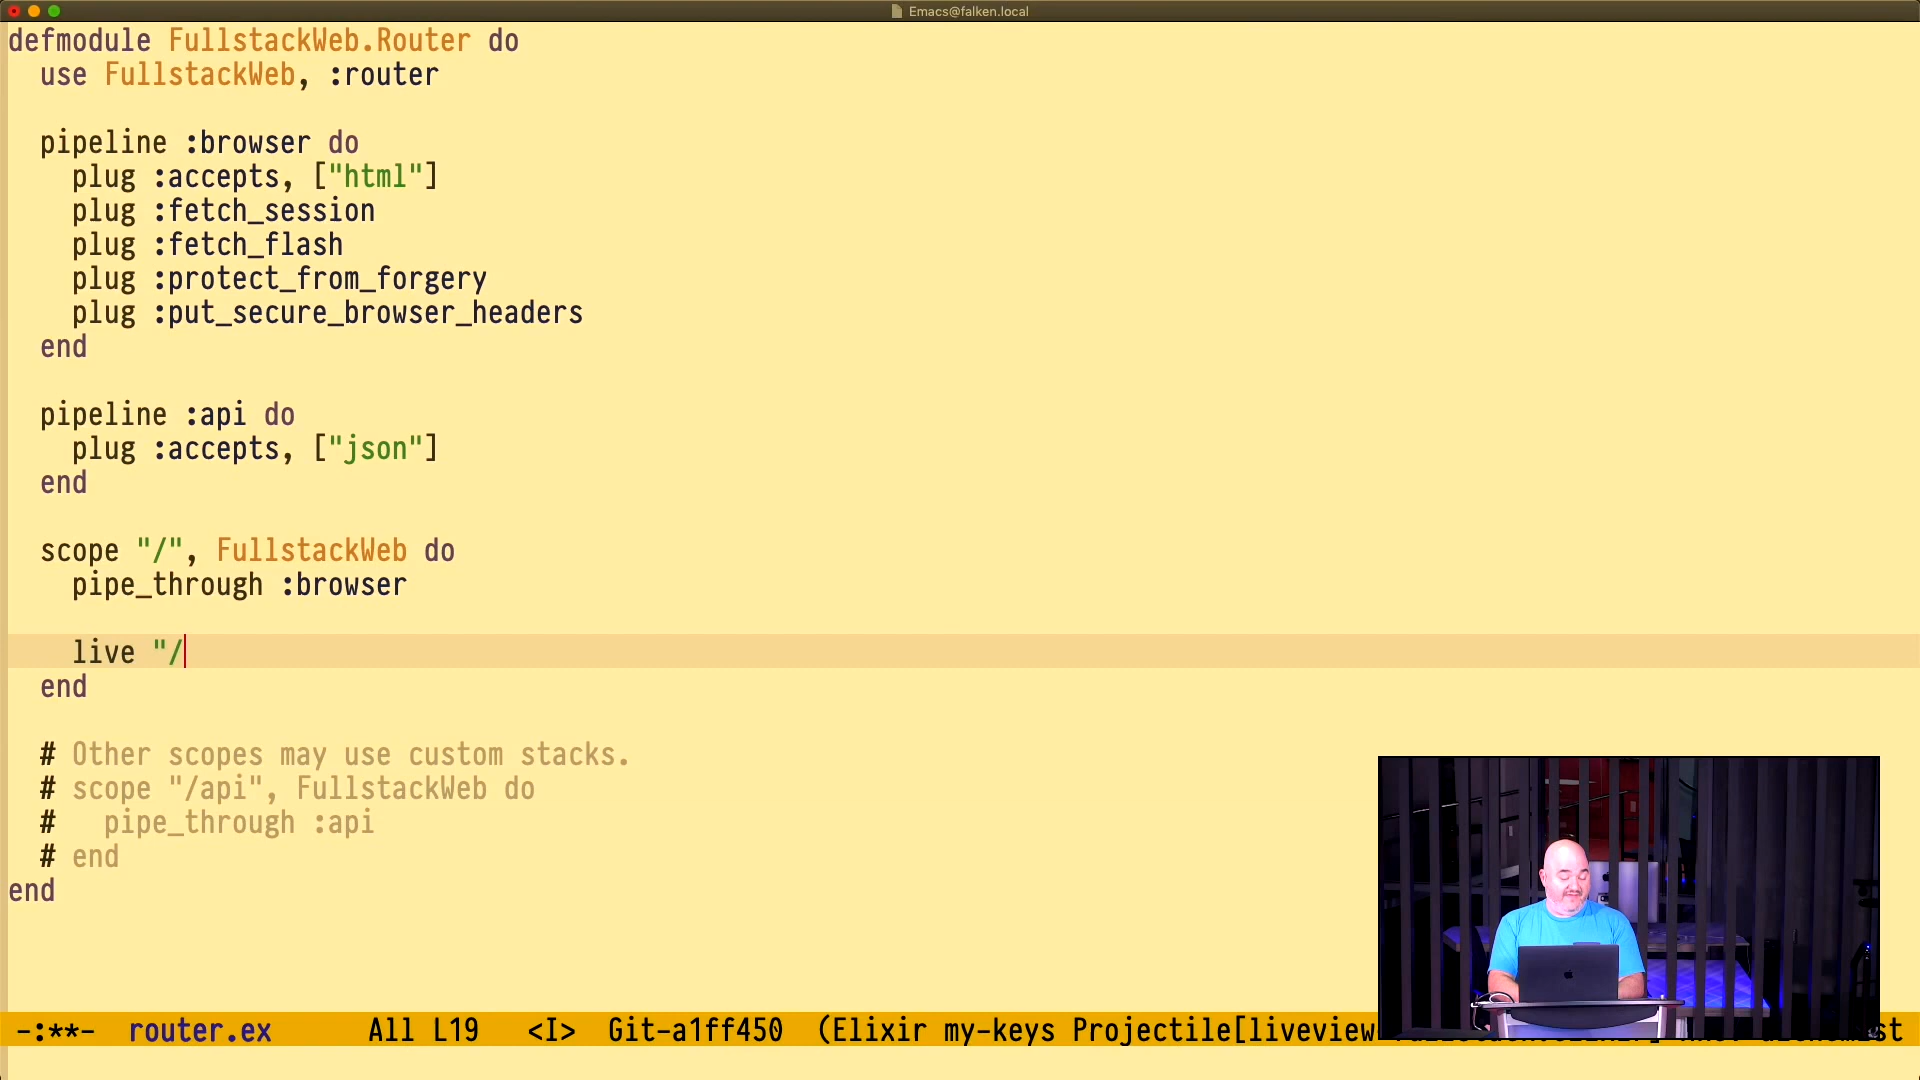 Emacs@falken.local
defmodule FullstackWeb.Router do
use FullstackWeb, :router
pipeline :browser do
plug :accepts, ["html"]
plug :fetch_session
plug :fetch_flash
plug :protect_from_forgery
plug :put_secure_browser_headers
end
pipeline :api do
plug :accepts, ["json"]
end
scope "/", FullstackWeb do
pipe_through :browser
live "/
end
# Other scopes may use custom stacks.
# scope "/api", FullstackWeb do
#   pipe_through :api
# end
end
-:**-  router.ex      All L19   <I>  Git-a1ff450  (Elixir my-keys Projectile[liveview